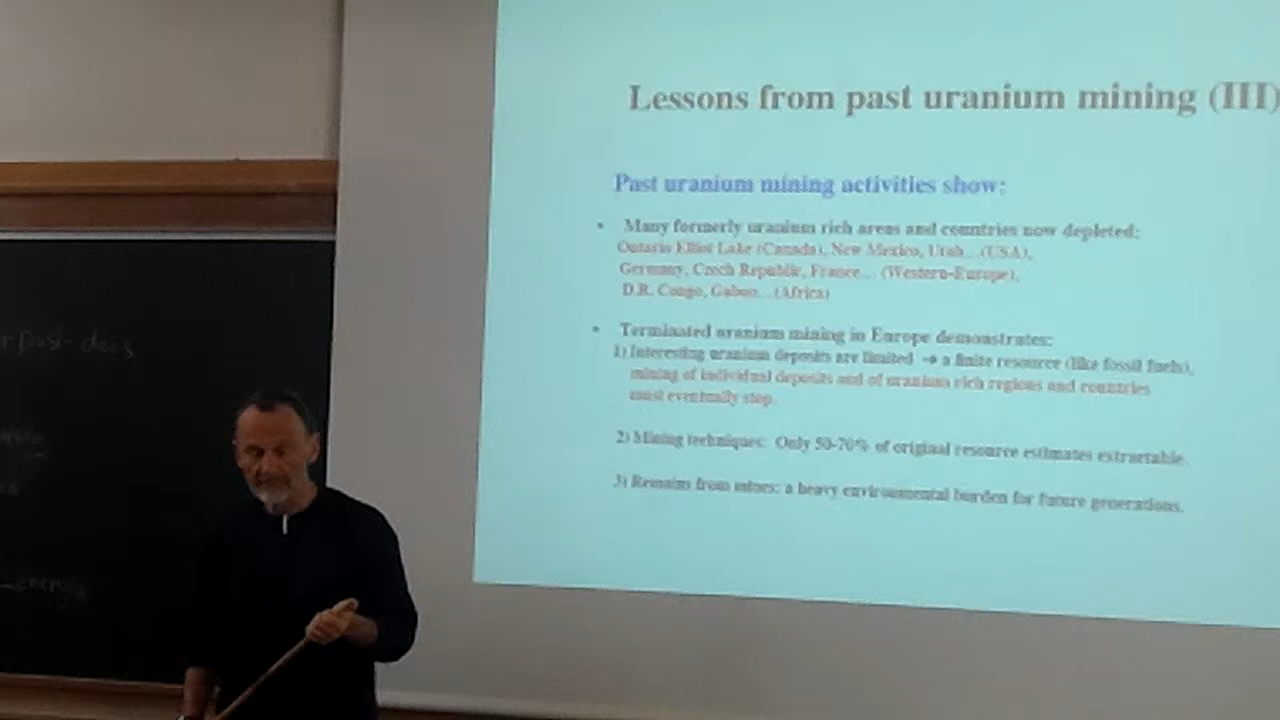 Lessons from past uranium mining (III)
Past uranium mining activities show:
• Many formerly uranium rich areas and countries now depleted:
Ontario Elliot Lake (Canada), New Mexico, Utah... (USA),
Germany, Czech Republic, France... (Western-Europe),
D.R. Congo, Gabon... (Africa)
• Terminated uranium mining in Europe demonstrates:
1) Interesting uranium deposits are limited → a finite resource (like fossil fuels),
mining of individual deposits and of uranium rich regions and countries
must eventually stop.
2) Mining techniques: Only 50-70% of original resource estimates extractable.
3) Remains from mines: a heavy environmental burden for future generations.
post-docs